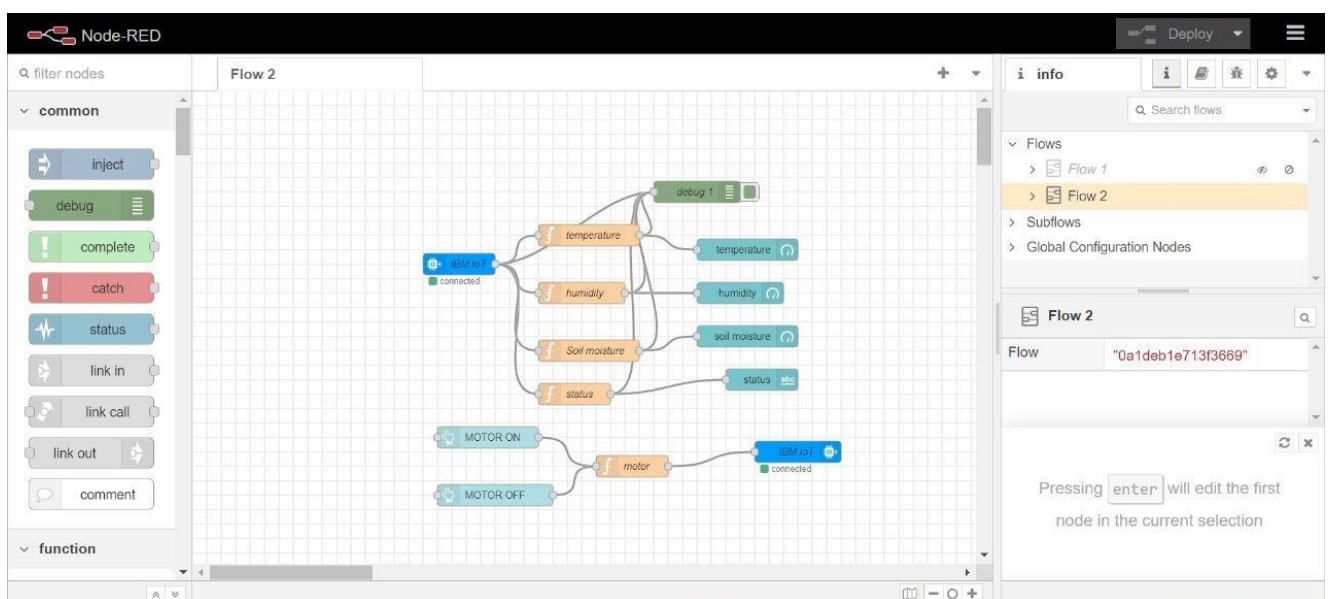 Node-RED
Deploy
filter nodes
Flow 2
i info
i
Search flows
common
inject
debug
complete
catch
status
link in
link call
link out
comment
function
debug 1
f temperature
temperature
IBM IoT
connected
f humidity
humidity
f Soil moisture
soil moisture
f status
status abc
MOTOR ON
f motor
IBM IoT
connected
MOTOR OFF
Flows
Flow 1
Flow 2
Subflows
Global Configuration Nodes
Flow 2
Flow "0a1deb1e713f3669"
Pressing enter will edit the first
node in the current selection